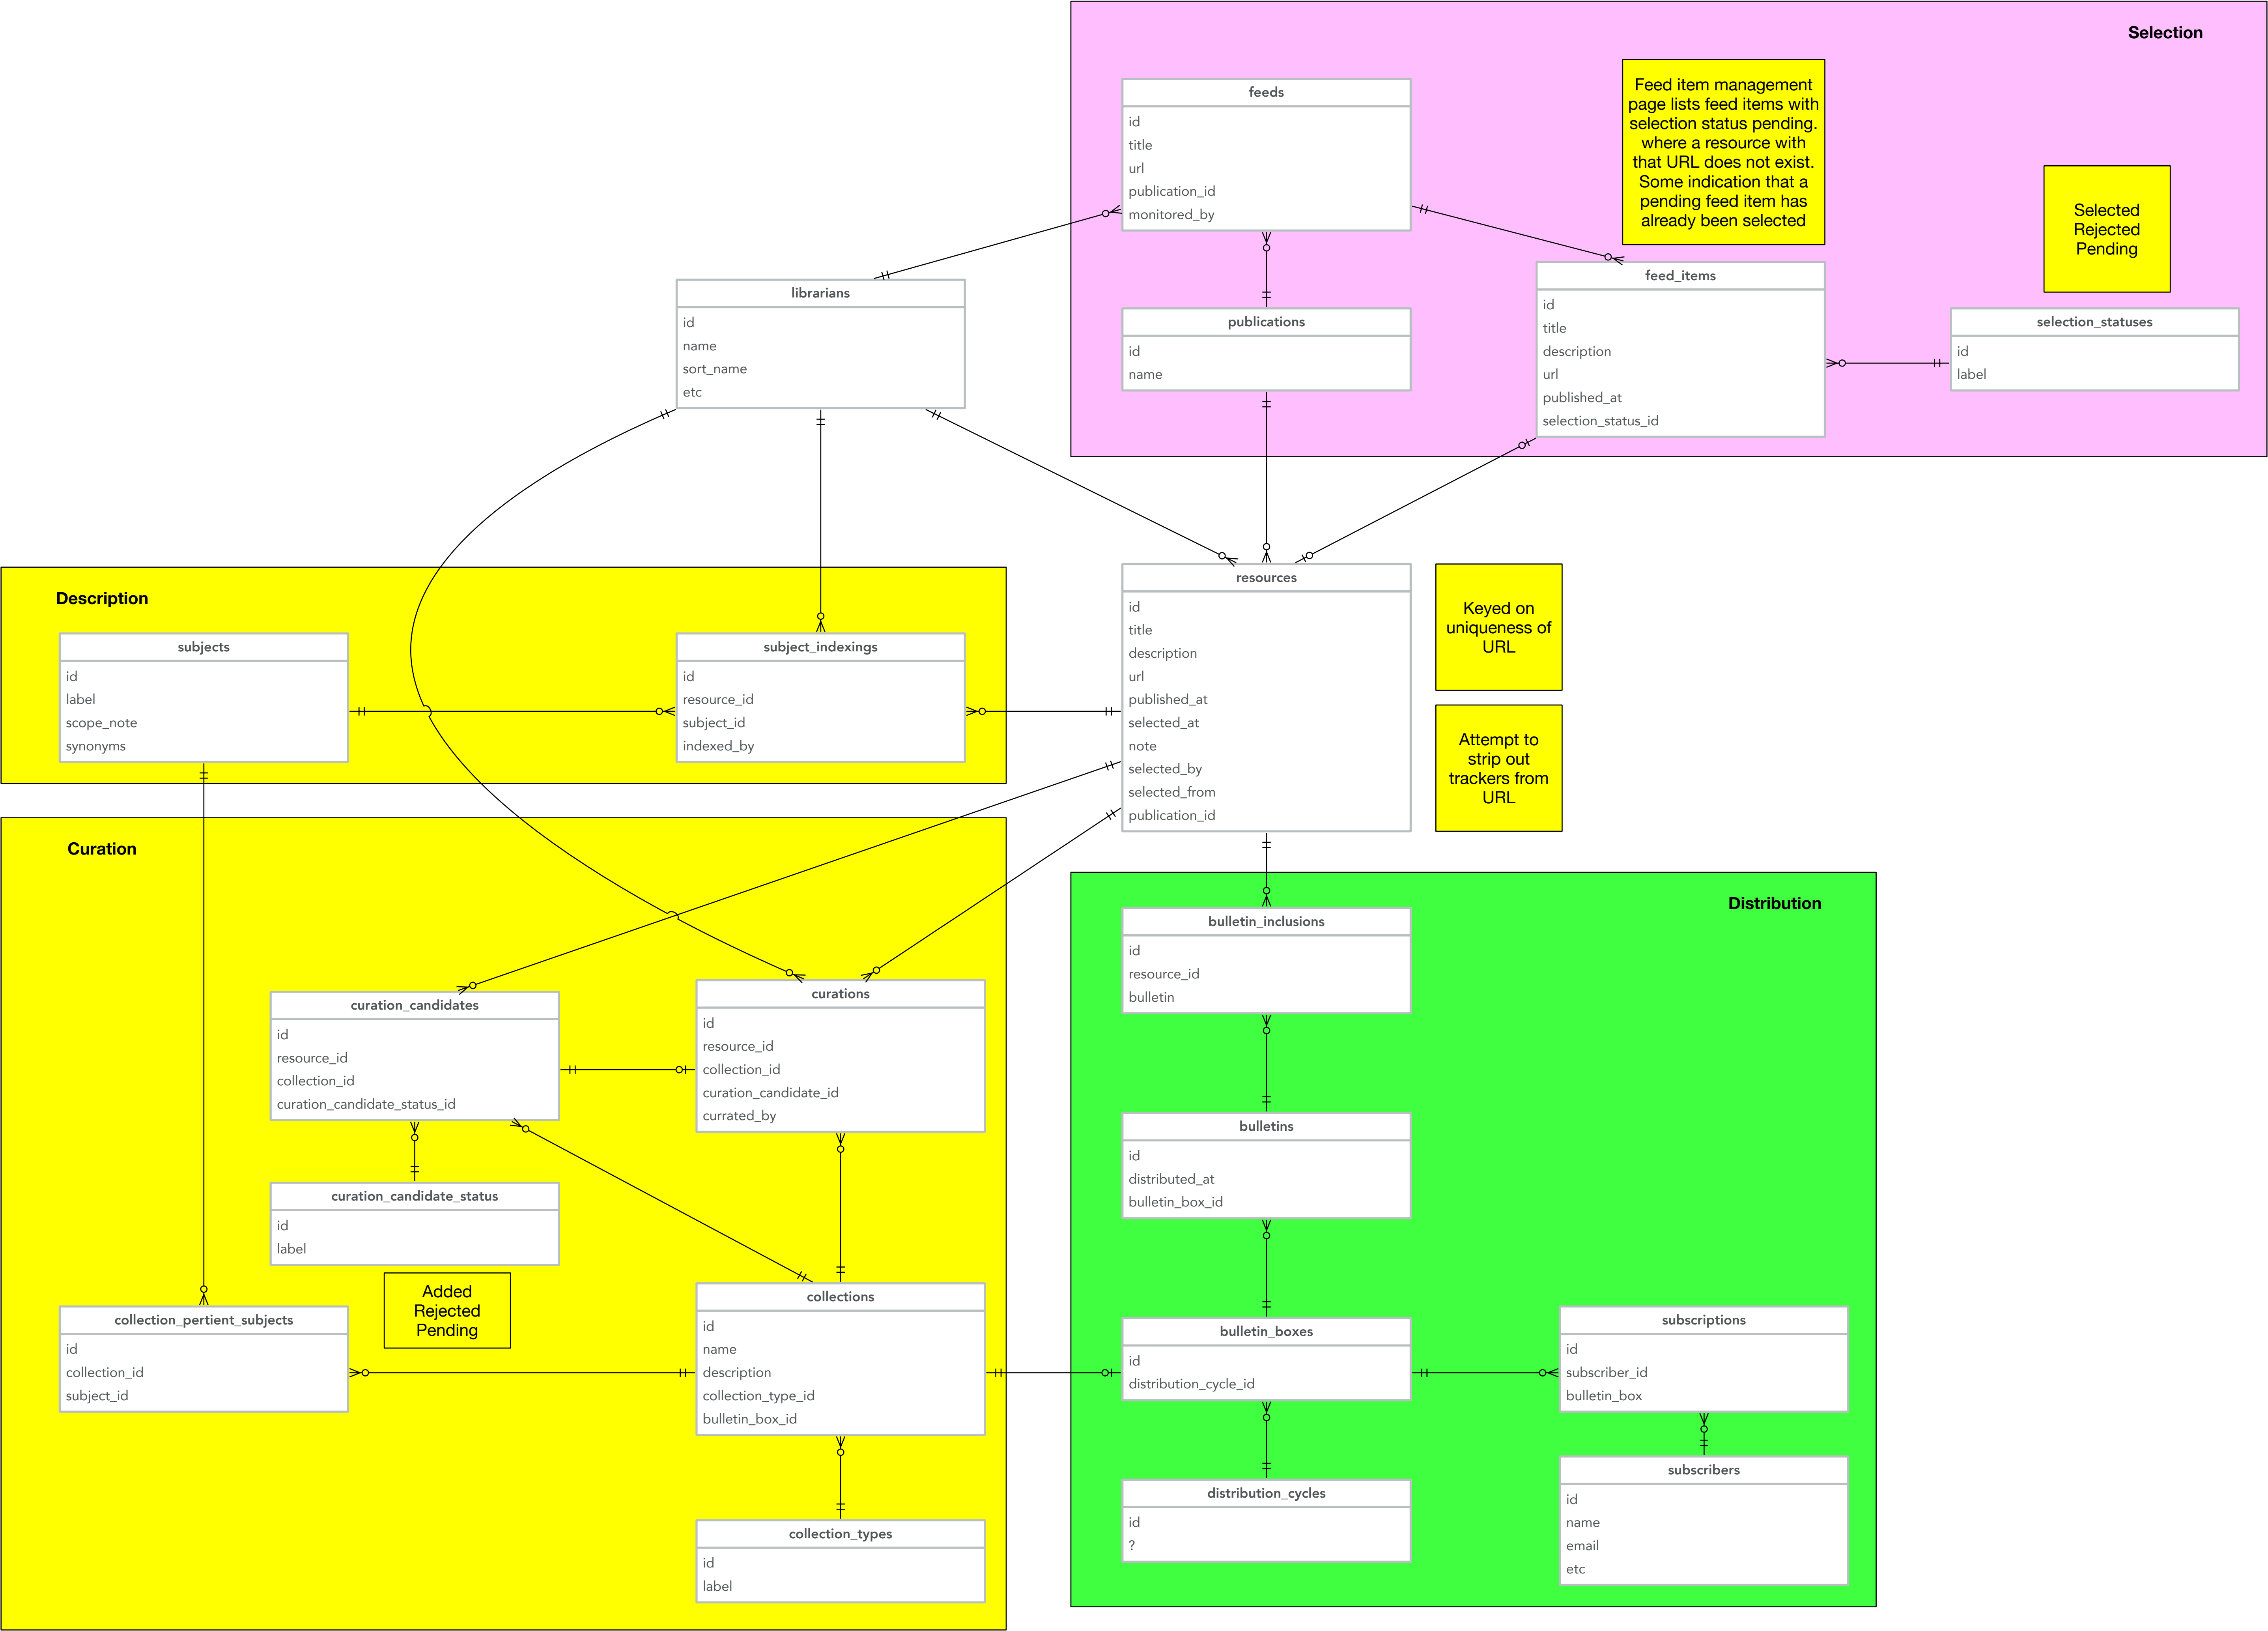 Selection
feeds
id
title
url
publication_id
monitored_by
Feed item management
page lists feed items with
selection status pending.
where a resource with
that URL does not exist.
Some indication that a
pending feed item has
already been selected
Selected
Rejected
Pending
librarians
id
name
sort_name
etc
publications
id
name
feed_items
id
title
description
url
published_at
selection_status_id
selection_statuses
id
label
Description
subjects
id
label
scope_note
synonyms
subject_indexings
id
resource_id
subject_id
indexed_by
resources
id
title
description
url
published_at
selected_at
note
selected_by
selected_from
publication_id
Keyed on
uniqueness of
URL
Attempt to
strip out
trackers from
URL
Curation
curation_candidates
id
resource_id
collection_id
curation_candidate_status_id
curations
id
resource_id
collection_id
curation_candidate_id
currated_by
curation_candidate_status
id
label
Added
Rejected
Pending
collection_pertient_subjects
id
collection_id
subject_id
collections
id
name
description
collection_type_id
bulletin_box_id
collection_types
id
label
Distribution
bulletin_inclusions
id
resource_id
bulletin
bulletins
id
distributed_at
bulletin_box_id
bulletin_boxes
id
distribution_cycle_id
subscriptions
id
subscriber_id
bulletin_box
distribution_cycles
id
?
subscribers
id
name
email
etc